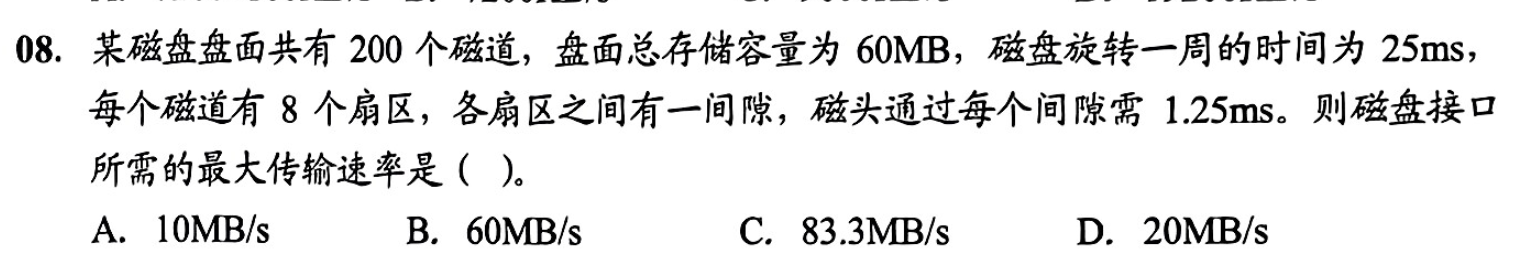 08. 某磁盘盘面共有 200 个磁道，盘面总存储容量为 60MB，磁盘旋转一周的时间为 25ms，
每个磁道有 8 个扇区，各扇区之间有一间隙，磁头通过每个间隙需 1.25ms。则磁盘接口
所需的最大传输速率是（ ）。
A. 10MB/s B. 60MB/s C. 83.3MB/s D. 20MB/s